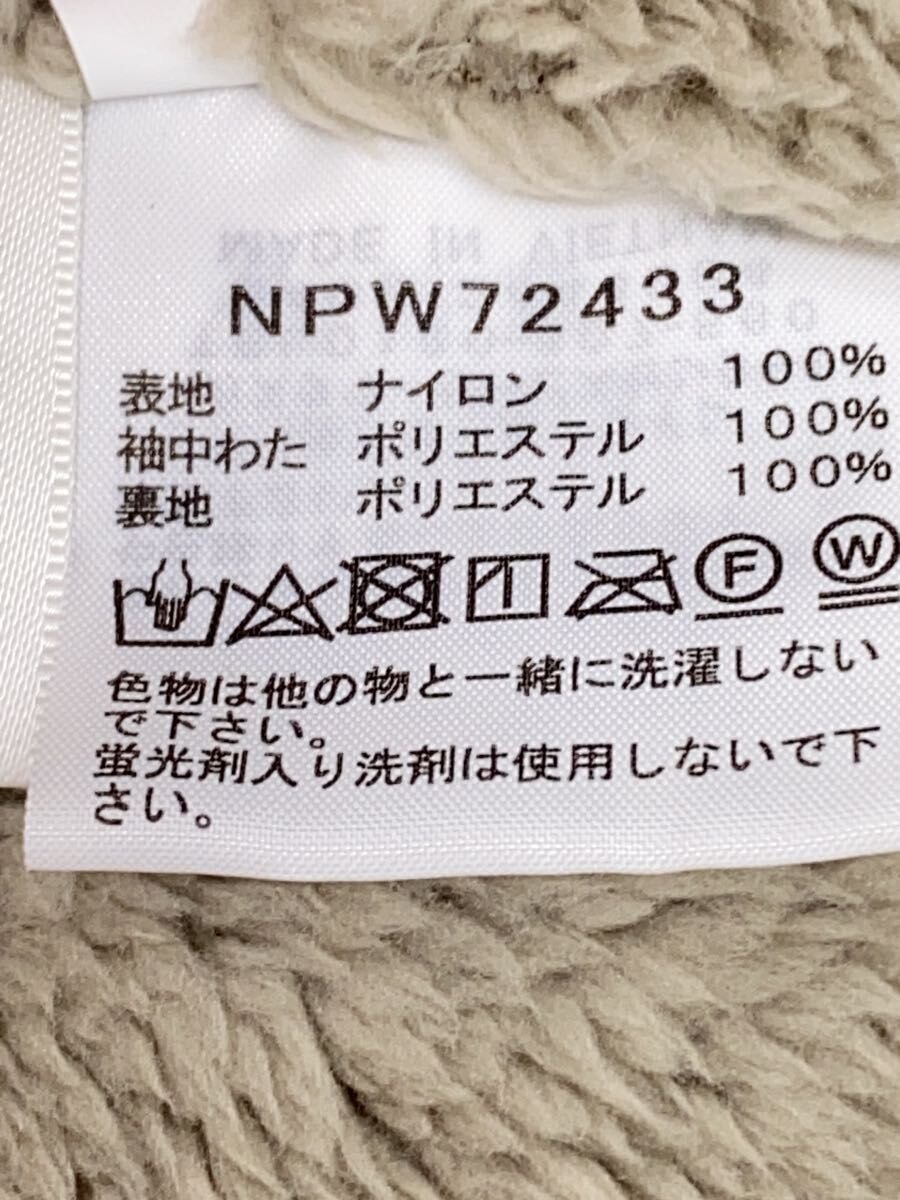 MADE IN VIETNAM
NPW72433
表地 ナイロン 100%
袖中わた ポリエステル 100%
裏地 ポリエステル 100%
F W
色物は他の物と一緒に洗濯しない
で下さい。
蛍光剤入り洗剤は使用しないで下
さい。